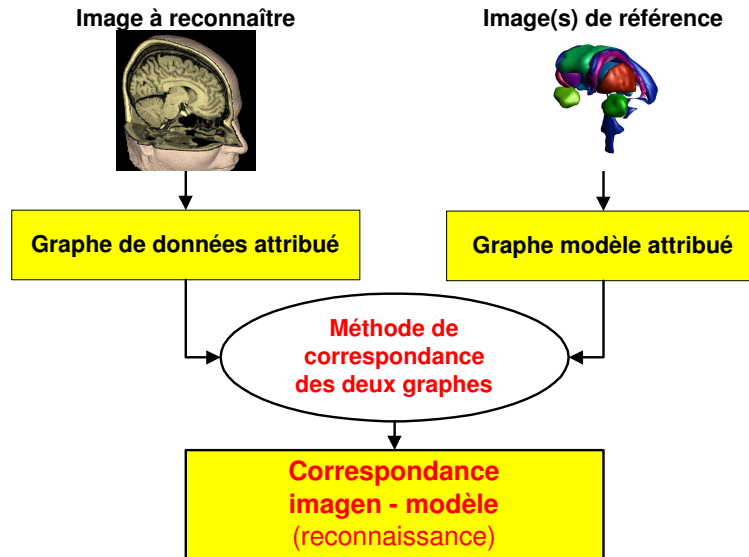 Image à reconnaître
Image(s) de référence
Graphe de données attribué
Graphe modèle attribué
Méthode de
correspondance
des deux graphes
Correspondance
imagen - modèle
(reconnaissance)